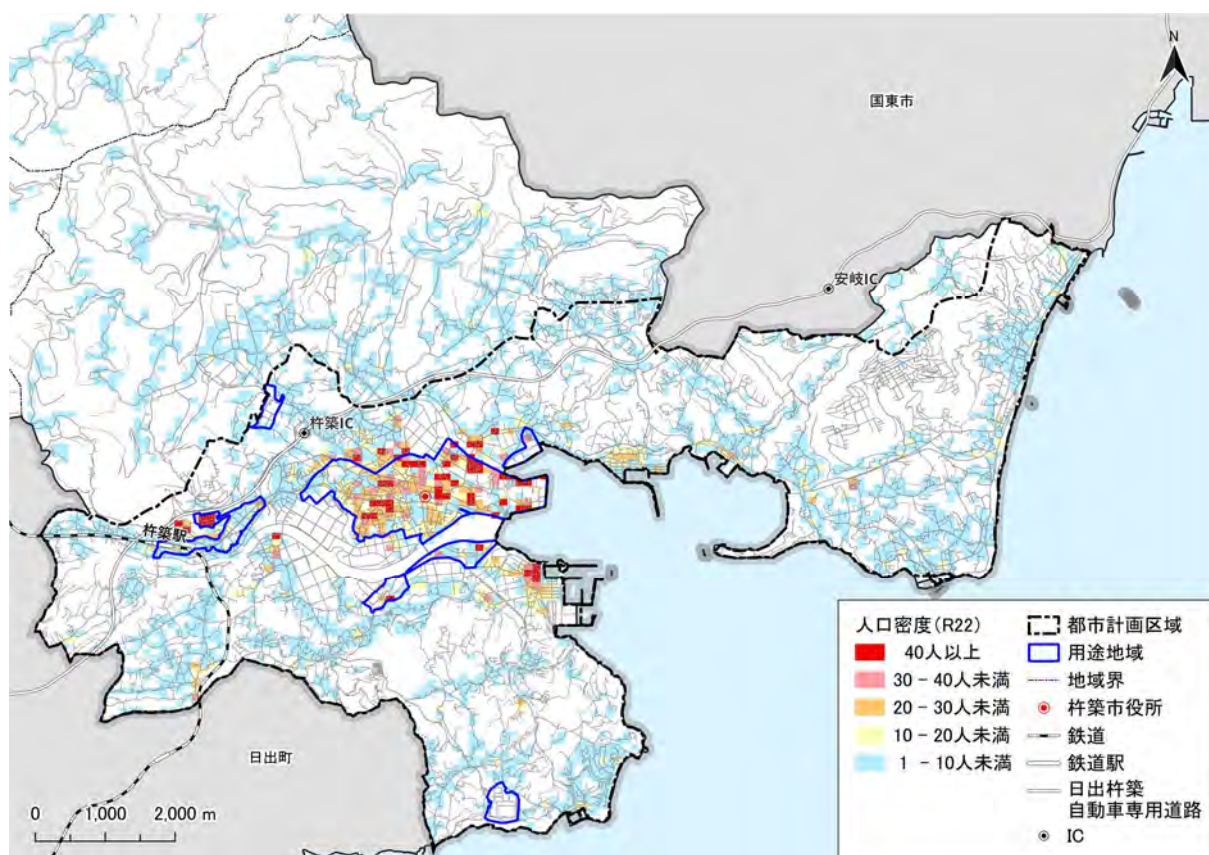 N
国東市
安岐IC
杵築IC
杵築駅
日出町
0 1,000 2,000 m
人口密度(R22)
40人以上
30-40人未満
20-30人未満
10-20人未満
1-10人未満
都市計画区域
用途地域
地域界
杵築市役所
鉄道
鉄道駅
日出杵築
自動車専用道路
IC